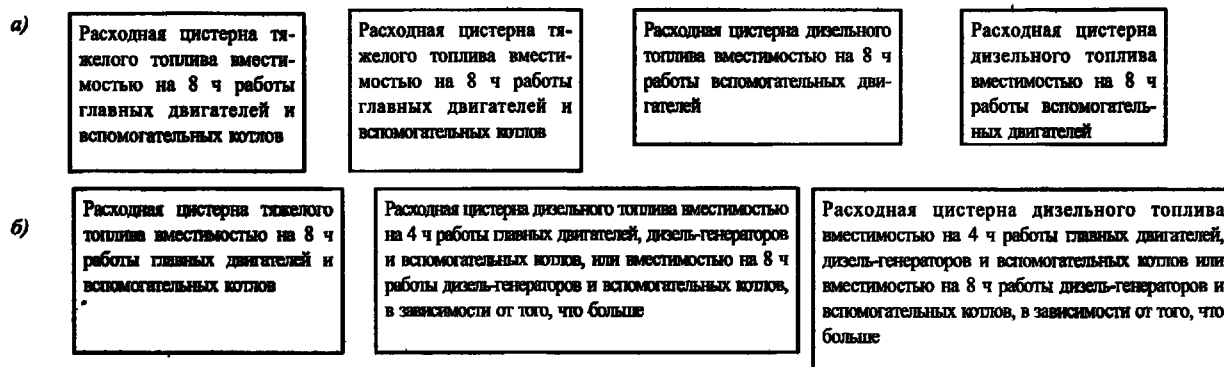 а)
Расходная цистерна тя-
желого топлива вмести-
мостью на 8 ч работы
главных двигателей и
вспомогательных котлов
Расходная цистерна тя-
желого топлива вмести-
мостью на 8 ч работы
главных двигателей и
вспомогательных котлов
Расходная цистерна дизельного
топлива вместимостью на 8 ч
работы вспомогательных дви-
гателей
Расходная цистерна
дизельного топлива
вместимостью на 8 ч
работы вспомогатель-
ных двигателей
б)
Расходная цистерна тяжелого
топлива вместимостью на 8 ч
работы главных двигателей и
вспомогательных котлов
Расходная цистерна дизельного топлива вместимостью
на 4 ч работы главных двигателей, дизель-генераторов
и вспомогательных котлов, или вместимостью на 8 ч
работы дизель-генераторов и вспомогательных котлов,
в зависимости от того, что больше
Расходная цистерна дизельного топлива
вместимостью на 4 ч работы главных двигателей,
дизель-генераторов и вспомогательных котлов или
вместимостью на 8 ч работы дизель-генераторов и
вспомогательных котлов, в зависимости от того, что
больше